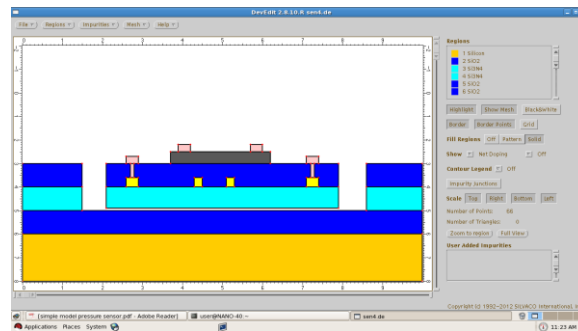 DevEdit 2.8.10.R sen4.de
File Regions Impurities Mesh Help
0 1 2 3 4 5 6 7 8 9
Regions
1 Silicon
2 SiO2
3 Si3N4
4 Si3N4
5 SiO2
6 SiO2
Highlight Show Mesh Black&White
Border Border Points Grid
Fill Regions Off Pattern Solid
Show Net Doping Off
Contour Legend Off
Impurity Junctions
Scale Top Right Bottom Left
Number of Points: 88
Number of Triangles: 0
Zoom to region Full View
User Added Impurities
Copyright (c) 1992-2012 SILVACO International, I
[simple model pressure sensor.pdf - Adobe Reader] user@NANO-40:~ sen4.de
Applications Places System 11:23 AM